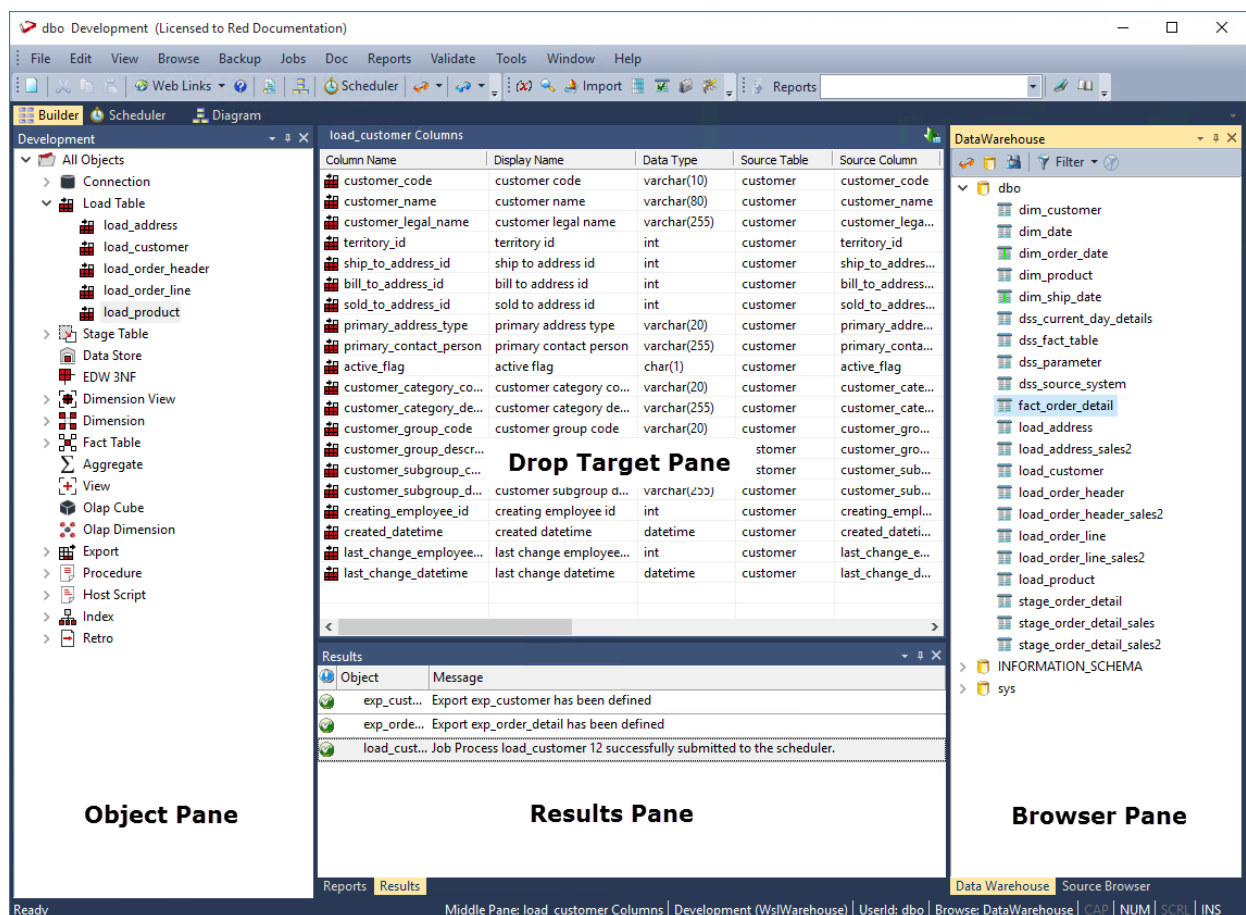 dbo Development (Licensed to Red Documentation)
File Edit View Browse Backup Jobs Doc Reports Validate Tools Window Help
Web Links Scheduler (x) Import Reports
Builder Scheduler Diagram
Development
All Objects
Connection
Load Table
load_address
load_customer
load_order_header
load_order_line
load_product
Stage Table
Data Store
EDW 3NF
Dimension View
Dimension
Fact Table
Aggregate
View
Olap Cube
Olap Dimension
Export
Procedure
Host Script
Index
Retro
Object Pane
load_customer Columns
Column Name Display Name Data Type Source Table Source Column
customer_code customer code varchar(10) customer customer_code
customer_name customer name varchar(80) customer customer_name
customer_legal_name customer legal name varchar(255) customer customer_lega...
territory_id territory id int customer territory_id
ship_to_address_id ship to address id int customer ship_to_addres...
bill_to_address_id bill to address id int customer bill_to_address...
sold_to_address_id sold to address id int customer sold_to_addres...
primary_address_type primary address type varchar(20) customer primary_addre...
primary_contact_person primary contact person varchar(255) customer primary_conta...
active_flag active flag char(1) customer active_flag
customer_category_co... customer category co... varchar(20) customer customer_cate...
customer_category_de... customer category de... varchar(255) customer customer_cate...
customer_group_code customer group code varchar(20) customer customer_gro...
customer_group_descr... stomer customer_gro...
Drop Target Pane
customer_subgroup_c... stomer customer_sub...
customer_subgroup_d... customer subgroup d... varchar(255) customer customer_sub...
creating_employee_id creating employee id int customer creating_empl...
created_datetime created datetime datetime customer created_dateti...
last_change_employee... last change employee... int customer last_change_e...
last_change_datetime last change datetime datetime customer last_change_d...
Results
Object Message
exp_cust... Export exp_customer has been defined
exp_orde... Export exp_order_detail has been defined
load_cust... Job Process load_customer 12 successfully submitted to the scheduler.
Results Pane
Reports Results
DataWarehouse
Filter
dbo
dim_customer
dim_date
dim_order_date
dim_product
dim_ship_date
dss_current_day_details
dss_fact_table
dss_parameter
dss_source_system
fact_order_detail
load_address
load_address_sales2
load_customer
load_order_header
load_order_header_sales2
load_order_line
load_order_line_sales2
load_product
stage_order_detail
stage_order_detail_sales
stage_order_detail_sales2
INFORMATION_SCHEMA
sys
Browser Pane
Data Warehouse Source Browser
Ready Middle Pane: load_customer Columns Development (WslWarehouse) UserId: dbo Browse: DataWarehouse CAP NUM SCRL INS